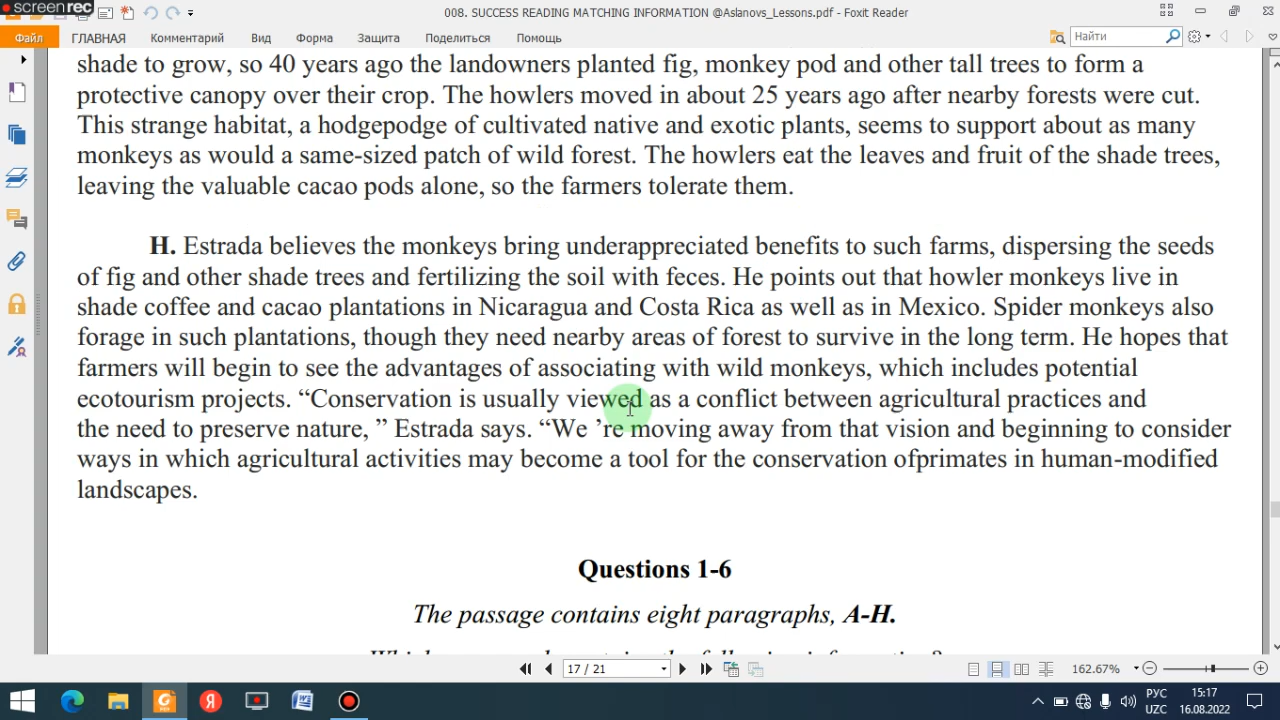 screenrec
008. SUCCESS READING MATCHING INFORMATION @Aslanovs_Lessons.pdf - Foxit Reader
Файл ГЛАВНАЯ Комментарий Вид Форма Защита Поделиться Помощь Найти
shade to grow, so 40 years ago the landowners planted fig, monkey pod and other tall trees to form a
protective canopy over their crop. The howlers moved in about 25 years ago after nearby forests were cut.
This strange habitat, a hodgepodge of cultivated native and exotic plants, seems to support about as many
monkeys as would a same-sized patch of wild forest. The howlers eat the leaves and fruit of the shade trees,
leaving the valuable cacao pods alone, so the farmers tolerate them.
H. Estrada believes the monkeys bring underappreciated benefits to such farms, dispersing the seeds
of fig and other shade trees and fertilizing the soil with feces. He points out that howler monkeys live in
shade coffee and cacao plantations in Nicaragua and Costa Rica as well as in Mexico. Spider monkeys also
forage in such plantations, though they need nearby areas of forest to survive in the long term. He hopes that
farmers will begin to see the advantages of associating with wild monkeys, which includes potential
ecotourism projects. “Conservation is usually viewed as a conflict between agricultural practices and
the need to preserve nature, ” Estrada says. “We ’re moving away from that vision and beginning to consider
ways in which agricultural activities may become a tool for the conservation ofprimates in human-modified
landscapes.
Questions 1-6
The passage contains eight paragraphs, A-H.
17 / 21 162.67%
РУС 15:17
UZC 16.08.2022